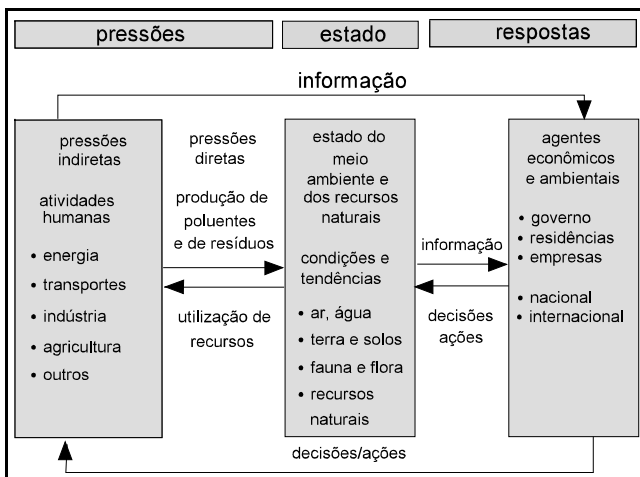 pressões
estado
respostas
informação
pressões
indiretas
atividades
humanas
• energia
• transportes
• indústria
• agricultura
• outros
pressões
diretas
produção de
poluentes
e de resíduos
utilização de
recursos
estado do
meio
ambiente e
dos recursos
naturais
condições e
tendências
• ar, água
• terra e solos
• fauna e flora
• recursos
naturais
informação
decisões
ações
agentes
econômicos
e ambientais
• governo
• residências
• empresas
• nacional
• internacional
decisões/ações